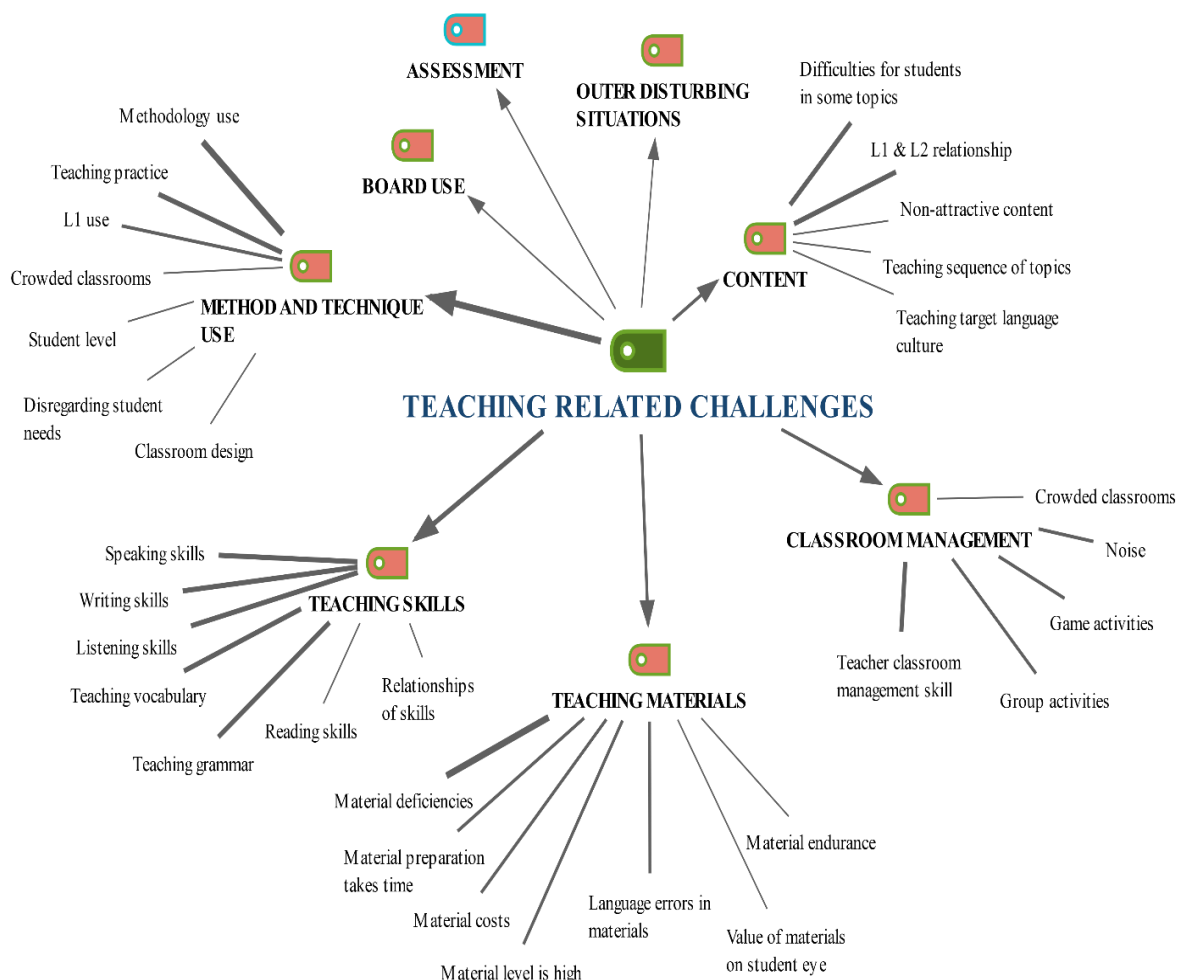 ASSESSMENT
OUTER DISTURBING
SITUATIONS
BOARD USE
Methodology use
Teaching practice
L1 use
Crowded classrooms
Student level
Disregarding student
needs
Classroom design
METHOD AND TECHNIQUE
USE
Difficulties for students
in some topics
L1 & L2 relationship
Non-attractive content
Teaching sequence of topics
Teaching target language
culture
CONTENT
TEACHING RELATED CHALLENGES
Speaking skills
Writing skills
Listening skills
Teaching vocabulary
Teaching grammar
Reading skills
Relationships
of skills
TEACHING SKILLS
TEACHING MATERIALS
Material deficiencies
Material preparation
takes time
Material costs
Material level is high
Language errors in
materials
Value of materials
on student eye
Material endurance
CLASSROOM MANAGEMENT
Crowded classrooms
Noise
Game activities
Group activities
Teacher classroom
management skill